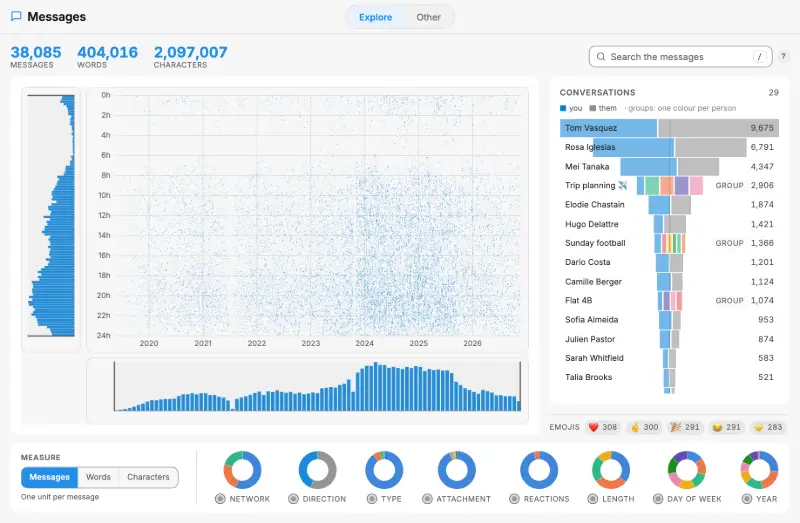 Messages
Explore Other
38,085 404,016 2,097,007
MESSAGES WORDS CHARACTERS
Search the messages / ?
CONVERSATIONS 29
you them · groups: one colour per person
Tom Vasquez 9,675
Rosa Iglesias 6,791
Mei Tanaka 4,347
Trip planning ✈️ GROUP 2,906
Elodie Chastain 1,874
Hugo Delattre 1,421
Sunday football GROUP 1,366
Dario Costa 1,201
Camille Berger 1,124
Flat 4B GROUP 1,074
Sofia Almeida 953
Julien Pastor 874
Sarah Whitfield 583
Talia Brooks 521
0h
2h
4h
6h
8h
10h
12h
14h
16h
18h
20h
22h
24h
2020 2021 2022 2023 2024 2025 2026
EMOJIS ❤️ 308 300 🎉 291 😂 291 283
MEASURE
Messages Words Characters
One unit per message
NETWORK DIRECTION TYPE ATTACHMENT REACTIONS LENGTH DAY OF WEEK YEAR